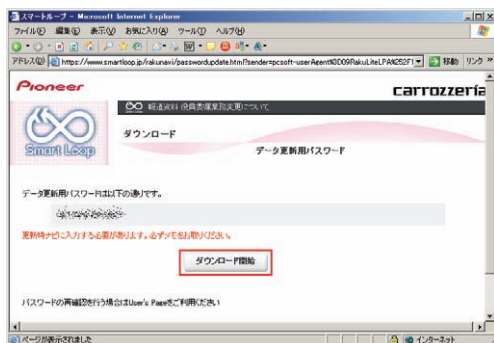 スマートループ - Microsoft Internet Explorer
ファイル(F) 編集(E) 表示(V) お気に入り(A) ツール(T) ヘルプ(H)
アドレス(D) https://www.smartloop.jp/rakunavi/passwordupdate.html?sender=pcsoft-userAgent%3D09RakuLiteLPA%252F1 移動 リンク »
Pioneer carrozzeria
ダウンロード
Smart Loop
データ更新用パスワード
データ更新用パスワードは以下の通りです。
更新時ナビに入力する必要があります。必ずメモをお取りください。
ダウンロード開始
パスワードの再確認を行う場合はUser's Pageをご利用ください
ページが表示されました インターネット